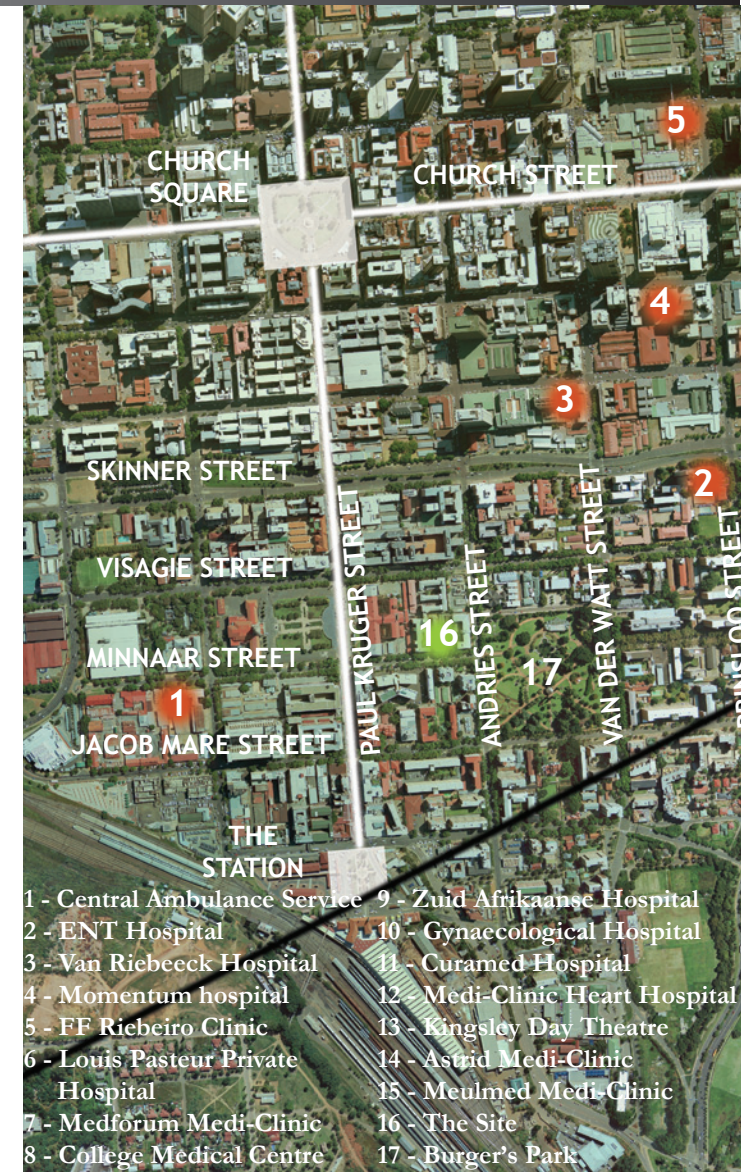 5
CHURCH
SQUARE
CHURCH STREET
4
3
SKINNER STREET
2
VISAGIE STREET
PAUL KRUGER STREET
ANDRIES STREET
VAN DER WATT STREET
PRINSLOO STREET
16
17
MINNAAR STREET
1
JACOB MARE STREET
THE
STATION
1 - Central Ambulance Service
2 - ENT Hospital
3 - Van Riebeeck Hospital
4 - Momentum hospital
5 - FF Riebeiro Clinic
6 - Louis Pasteur Private
Hospital
7 - Medforum Medi-Clinic
8 - College Medical Centre
9 - Zuid Afrikaanse Hospital
10 - Gynaecological Hospital
11 - Curamed Hospital
12 - Medi-Clinic Heart Hospital
13 - Kingsley Day Theatre
14 - Astrid Medi-Clinic
15 - Meulmed Medi-Clinic
16 - The Site
17 - Burger's Park